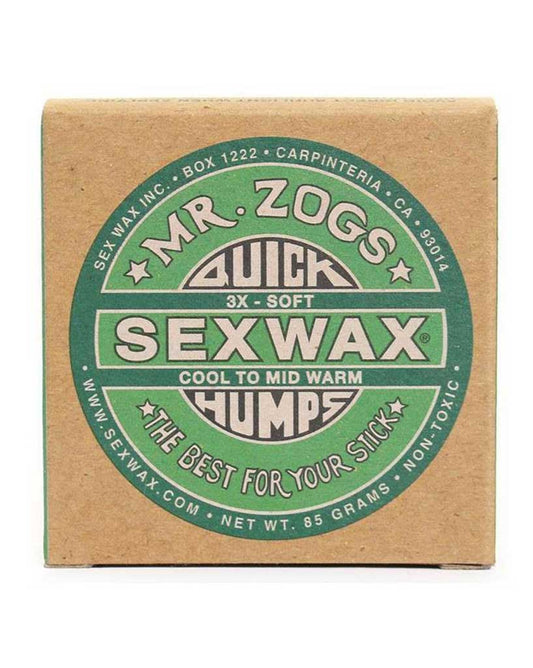 SEX WAX INC. • BOX 1222 • CARPINTERIA • CA • 93014
MR. ZOGS
QUICK
3X - SOFT
SEXWAX®
COOL TO MID WARM
HUMPS
THE BEST FOR YOUR STICK
• WWW.SEXWAX.COM • NET WT. 85 GRAMS • NON-TOXIC •